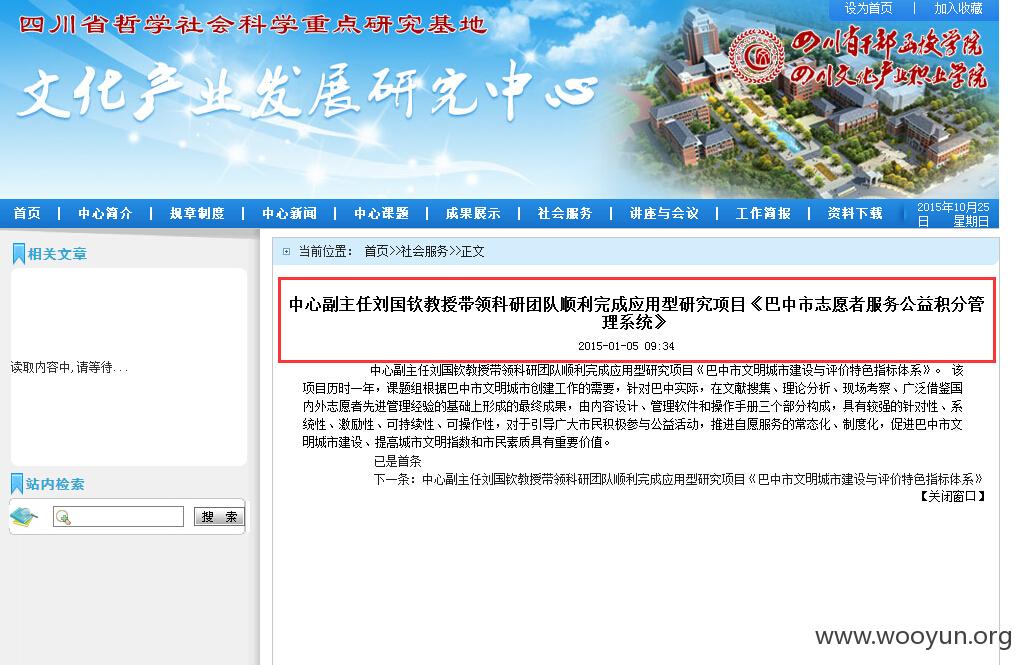 设为首页 | 加入收藏
四川省哲学社会科学重点研究基地
文化产业发展研究中心
四川省干部函授学院
四川文化产业职业学院
首页 | 中心简介 | 规章制度 | 中心新闻 | 中心课题 | 成果展示 | 社会服务 | 讲座与会议 | 工作简报 | 资料下载
2015年10月25
日 星期日
相关文章
读取内容中,请等待...
站内检索
搜 索
当前位置: 首页>>社会服务>>正文
中心副主任刘国钦教授带领科研团队顺利完成应用型研究项目《巴中市志愿者服务公益积分管
理系统》
2015-01-05 09:34
中心副主任刘国钦教授带领科研团队顺利完成应用型研究项目《巴中市文明城市建设与评价特色指标体系》。 该
项目历时一年，课题组根据巴中市文明城市创建工作的需要，针对巴中实际，在文献搜集、理论分析、现场考察、广泛借鉴国
内外志愿者先进管理经验的基础上形成的最终成果，由内容设计、管理软件和操作手册三个部分构成，具有较强的针对性、系
统性、激励性、可持续性、可操作性，对于引导广大市民积极参与公益活动，推进自愿服务的常态化、制度化，促进巴中市文
明城市建设、提高城市文明指数和市民素质具有重要价值。
已是首条
下一条：中心副主任刘国钦教授带领科研团队顺利完成应用型研究项目《巴中市文明城市建设与评价特色指标体系》
【关闭窗口】
www.wooyun.org